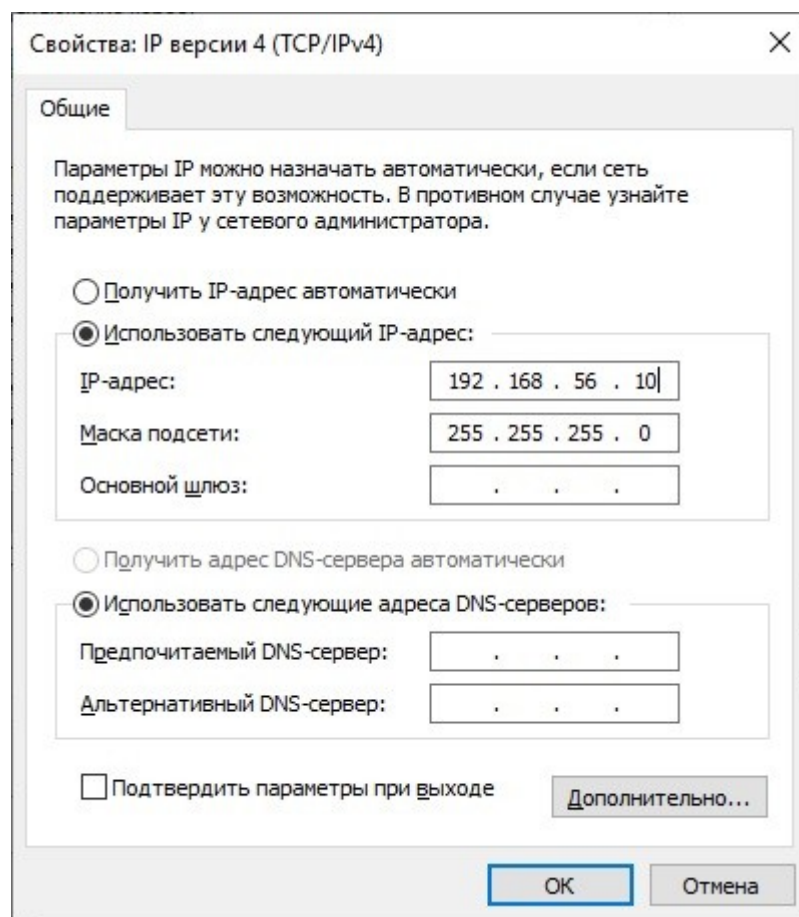 Свойства: IP версии 4 (TCP/IPv4)
Общие
Параметры IP можно назначать автоматически, если сеть
поддерживает эту возможность. В противном случае узнайте
параметры IP у сетевого администратора.
Получить IP-адрес автоматически
Использовать следующий IP-адрес:
IP-адрес: 192 . 168 . 56 . 10
Маска подсети: 255 . 255 . 255 . 0
Основной шлюз: . . .
Получить адрес DNS-сервера автоматически
Использовать следующие адреса DNS-серверов:
Предпочитаемый DNS-сервер: . . .
Альтернативный DNS-сервер: . . .
Подтвердить параметры при выходе
Дополнительно...
ОК Отмена